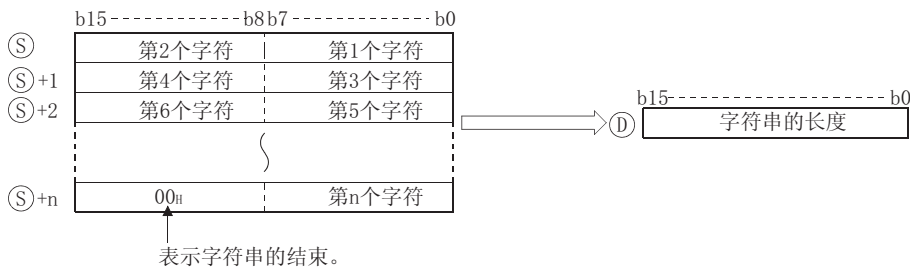 b15 b8 b7 b0
Ⓢ 第2个字符 第1个字符
Ⓢ+1 第4个字符 第3个字符
Ⓢ+2 第6个字符 第5个字符
b15 b0
Ⓓ 字符串的长度
Ⓢ+n 00H 第n个字符
表示字符串的结束。